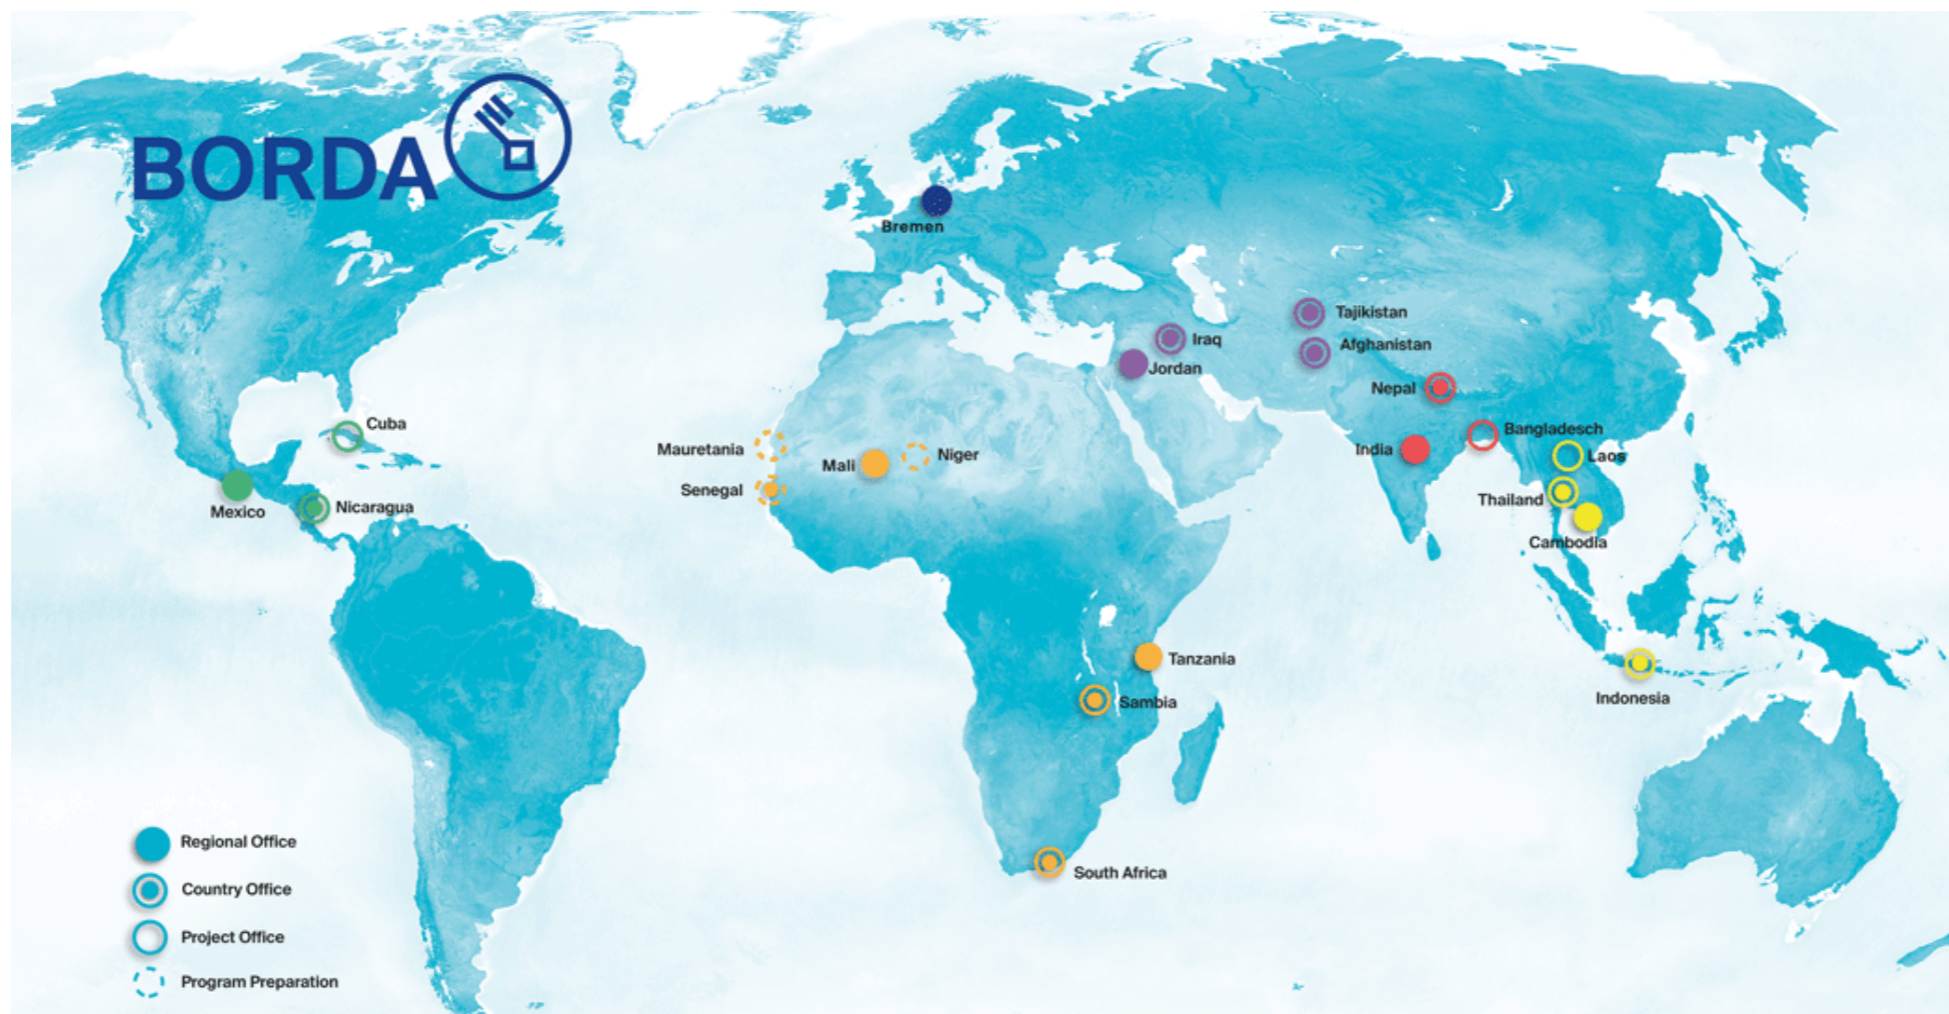 BORDA
Bremen
Tajikistan
Iraq
Afghanistan
Jordan
Nepal
Cuba
Bangladesch
Mauretania
India
Niger
Laos
Mali
Senegal
Thailand
Mexico
Nicaragua
Cambodia
Tanzania
Sambia
Indonesia
South Africa
Regional Office
Country Office
Project Office
Program Preparation